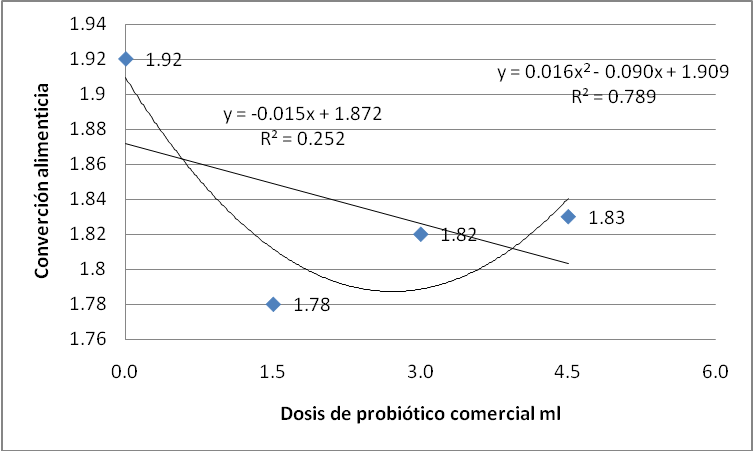 1.94
1.92
1.9
1.88
1.86
1.84
1.82
1.8
1.78
1.76
Converción alimenticia
1.92
y = 0.016x² - 0.090x + 1.909
R² = 0.789
y = -0.015x + 1.872
R² = 0.252
1.82
1.83
1.78
0.0 1.5 3.0 4.5 6.0
Dosis de probiótico comercial ml